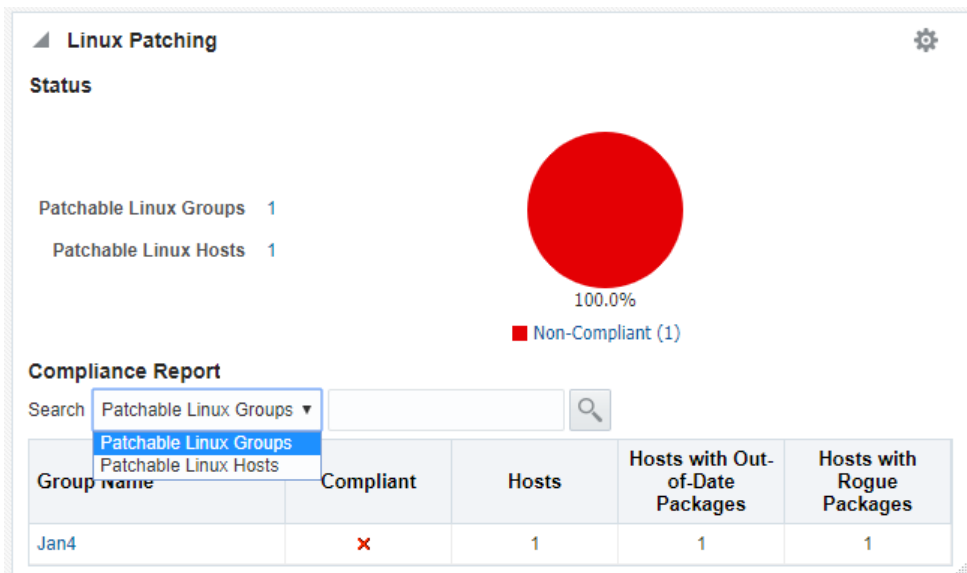 Linux Patching
Status
Patchable Linux Groups 1
Patchable Linux Hosts 1
100.0%
Non-Compliant (1)
Compliance Report
Search Patchable Linux Groups
Patchable Linux Groups
Patchable Linux Hosts
Group Name Compliant Hosts Hosts with Out-of-Date Packages Hosts with Rogue Packages
Jan4 1 1 1